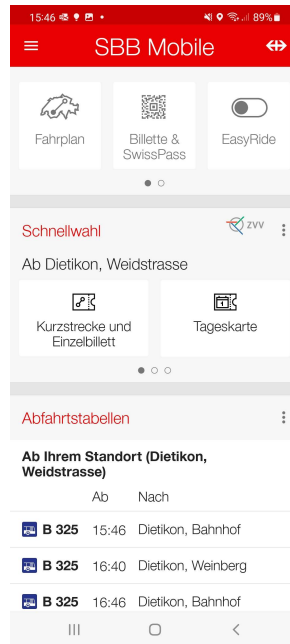 15:46 89%
SBB Mobile
Fahrplan
Billette &
SwissPass
EasyRide
Schnellwahl ZVV
Ab Dietikon, Weidstrasse
Kurzstrecke und
Einzelbillett
Tageskarte
Abfahrtstabellen
Ab Ihrem Standort (Dietikon,
Weidstrasse)
Ab Nach
B 325 15:46 Dietikon, Bahnhof
B 325 16:40 Dietikon, Weinberg
B 325 16:46 Dietikon, Bahnhof